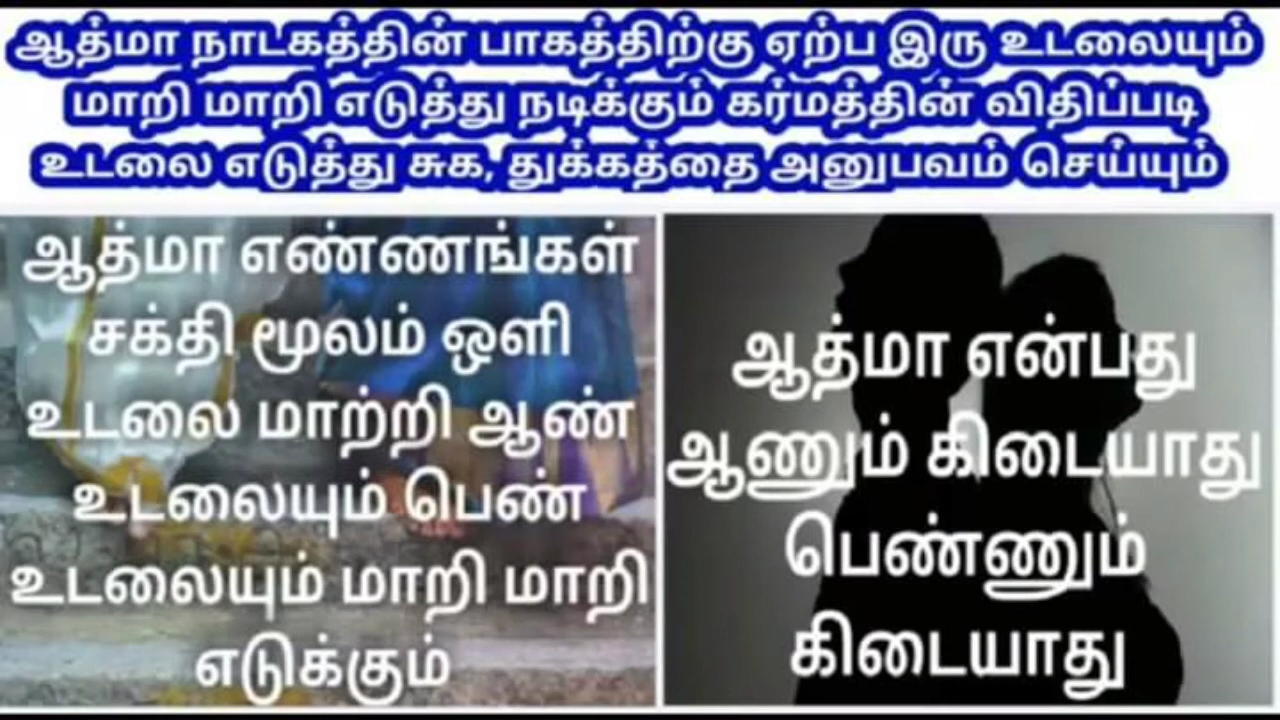 ஆத்மா நாடகத்தின் பாகத்திற்கு ஏற்ப இரு உடலையும்
மாறி மாறி எடுத்து நடிக்கும் கர்மத்தின் விதிப்படி
உடலை எடுத்து சுக, துக்கத்தை அனுபவம் செய்யும்
ஆத்மா எண்ணங்கள்
சக்தி மூலம் ஒளி
உடலை மாற்றி ஆண்
உடலையும் பெண்
உடலையும் மாறி மாறி
எடுக்கும்
ஆத்மா என்பது
ஆணும் கிடையாது
பெண்ணும்
கிடையாது